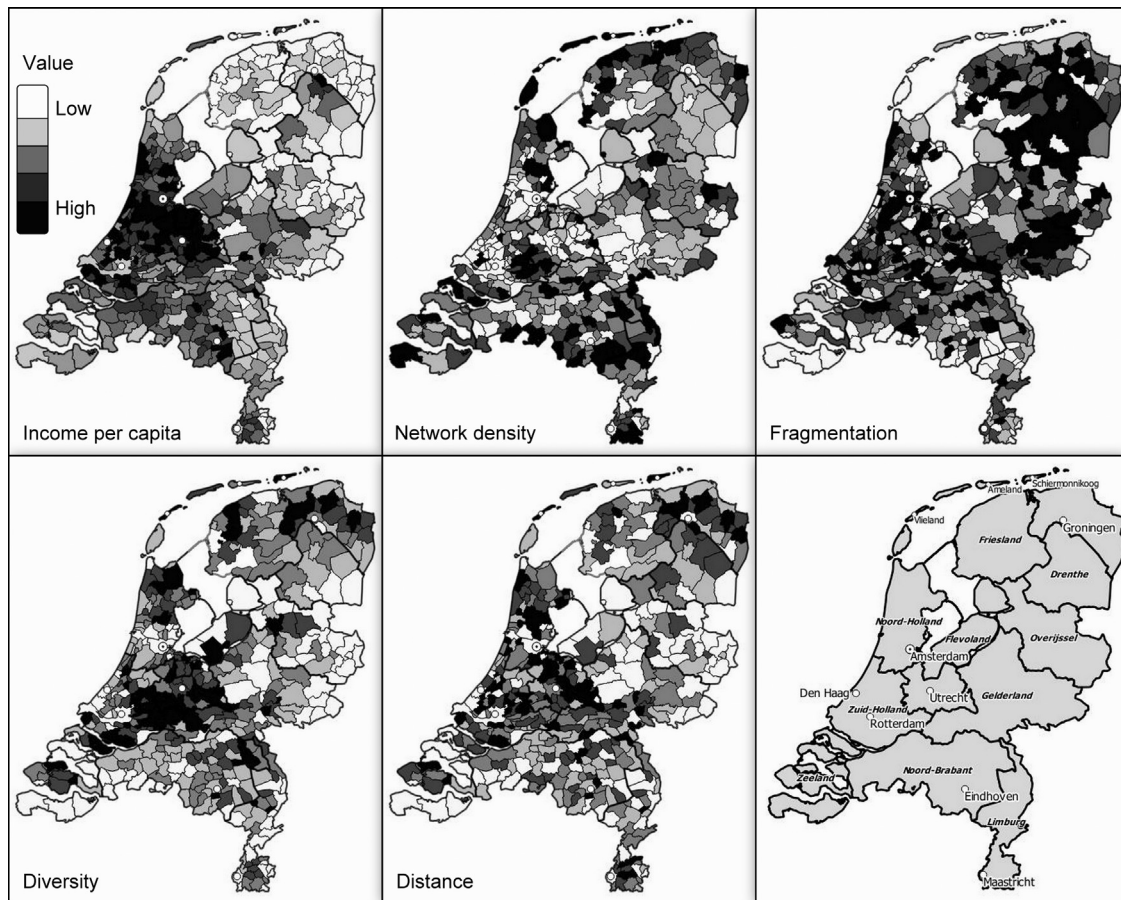 Value
Low
High
Income per capita
Network density
Fragmentation
Diversity
Distance
Ameland
Schiermonnikoog
Vlieland
Groningen
Friesland
Drenthe
Noord-Holland
Flevoland
Overijssel
Amsterdam
Den Haag
Utrecht
Gelderland
Zuid-Holland
Rotterdam
Zeeland
Noord-Brabant
Eindhoven
Limburg
Maastricht